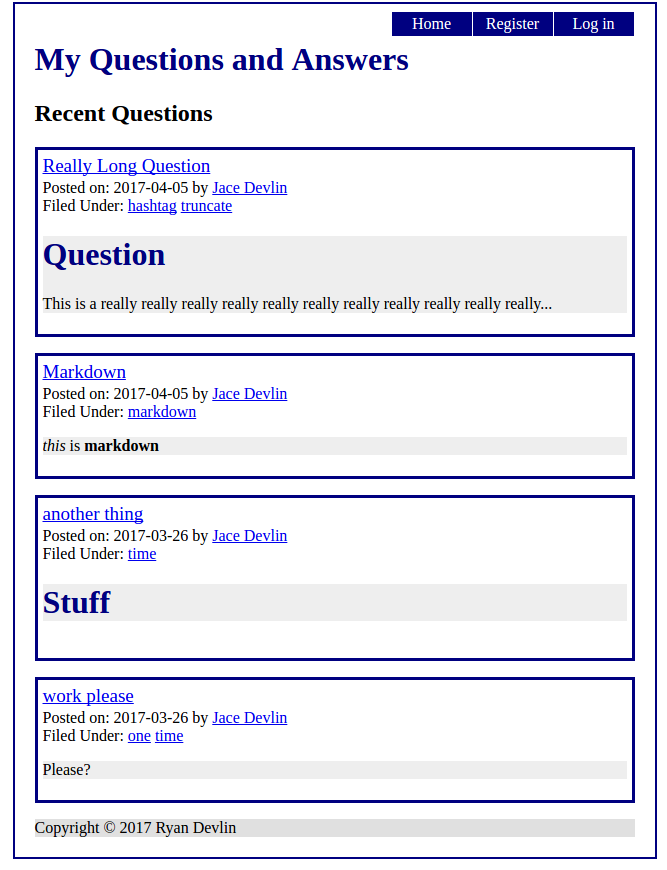 Home Register Log in
My Questions and Answers
Recent Questions
Really Long Question
Posted on: 2017-04-05 by Jace Devlin
Filed Under: hashtag truncate
Question
This is a really really really really really really really really really really really...
Markdown
Posted on: 2017-04-05 by Jace Devlin
Filed Under: markdown
this is markdown
another thing
Posted on: 2017-03-26 by Jace Devlin
Filed Under: time
Stuff
work please
Posted on: 2017-03-26 by Jace Devlin
Filed Under: one time
Please?
Copyright © 2017 Ryan Devlin